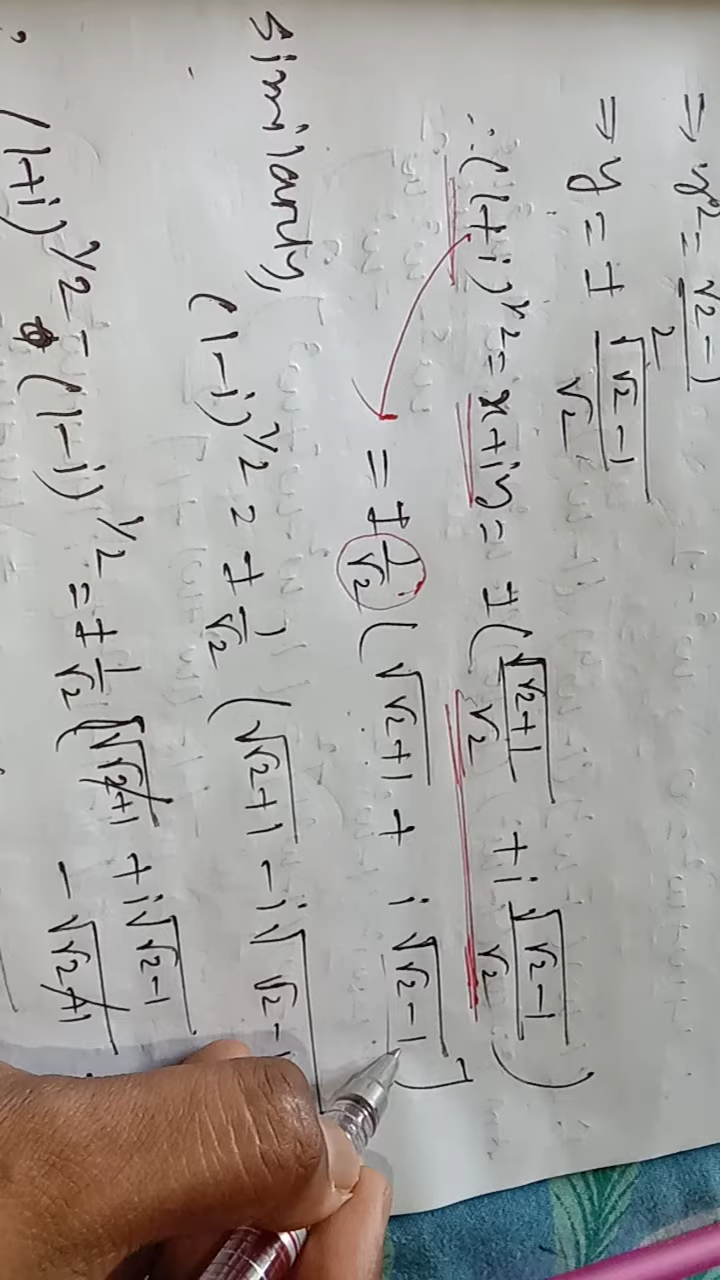 ⇒ y² = √2 - 1 / 2
⇒ y = ± √(√2-1) / √2
∴ (1+i)^1/2 = x+iy = ± ( √(√2+1) / √2 + i √(√2-1) / √2 )
= ± 1/√2 ( √(√2+1) + i √(√2-1) ]
Similarly,
(1-i)^1/2 = ± 1/√2 ( √(√2+1) - i √(√2-1
(1+i)^1/2 - (1-i)^1/2 = ± 1/√2 ( √(√2+1) + i √(√2-1)
- √(√2+1)